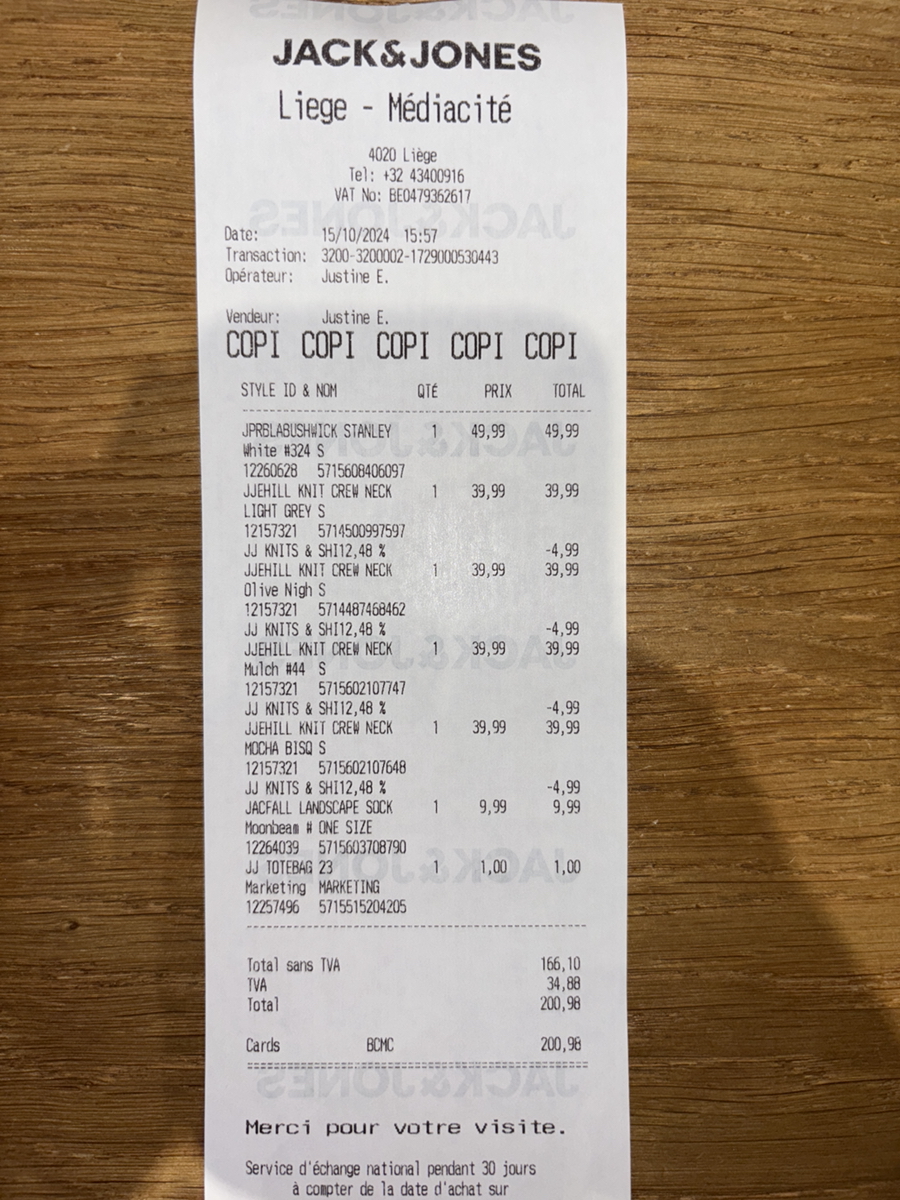 JACK&JONES
Liege - Médiacité
4020 Liège
Tel: +32 43400916
VAT No: BE0479362617
Date: 15/10/2024 15:57
Transaction: 3200-3200002-1729000530443
Opérateur: Justine E.
Vendeur: Justine E.
COPI COPI COPI COPI COPI
STYLE ID & NOM QTÉ PRIX TOTAL
JPRBLABUSHWICK STANLEY 1 49,99 49,99
White #324 S
12260628 5715608406097
JJEHILL KNIT CREW NECK 1 39,99 39,99
LIGHT GREY S
12157321 5714500997597
JJ KNITS & SHI12,48 % -4,99
JJEHILL KNIT CREW NECK 1 39,99 39,99
Olive Nigh S
12157321 5714487468462
JJ KNITS & SHI12,48 % -4,99
JJEHILL KNIT CREW NECK 1 39,99 39,99
Mulch #44 S
12157321 5715602107747
JJ KNITS & SHI12,48 % -4,99
JJEHILL KNIT CREW NECK 1 39,99 39,99
MOCHA BISQ S
12157321 5715602107648
JJ KNITS & SHI12,48 % -4,99
JACFALL LANDSCAPE SOCK 1 9,99 9,99
Moonbeam # ONE SIZE
12264039 5715603708790
JJ TOTEBAG 23 1 1,00 1,00
Marketing MARKETING
12257496 5715515204205
Total sans TVA 166,10
TVA 34,88
Total 200,98
Cards BCMC 200,98
Merci pour votre visite.
Service d'échange national pendant 30 jours
à compter de la date d'achat sur